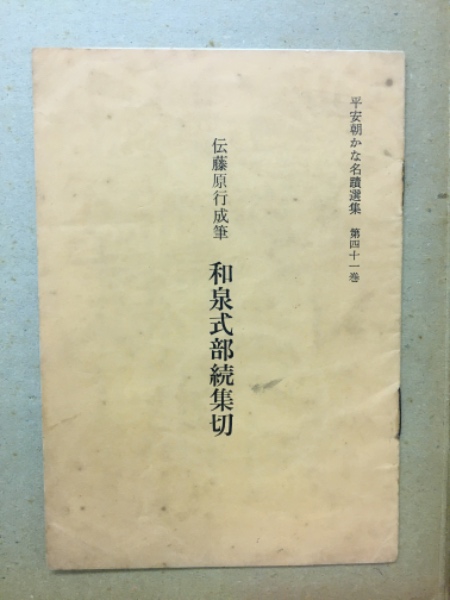 平安朝かな名蹟選集 第四十一巻
伝藤原行成筆 和泉式部続集切